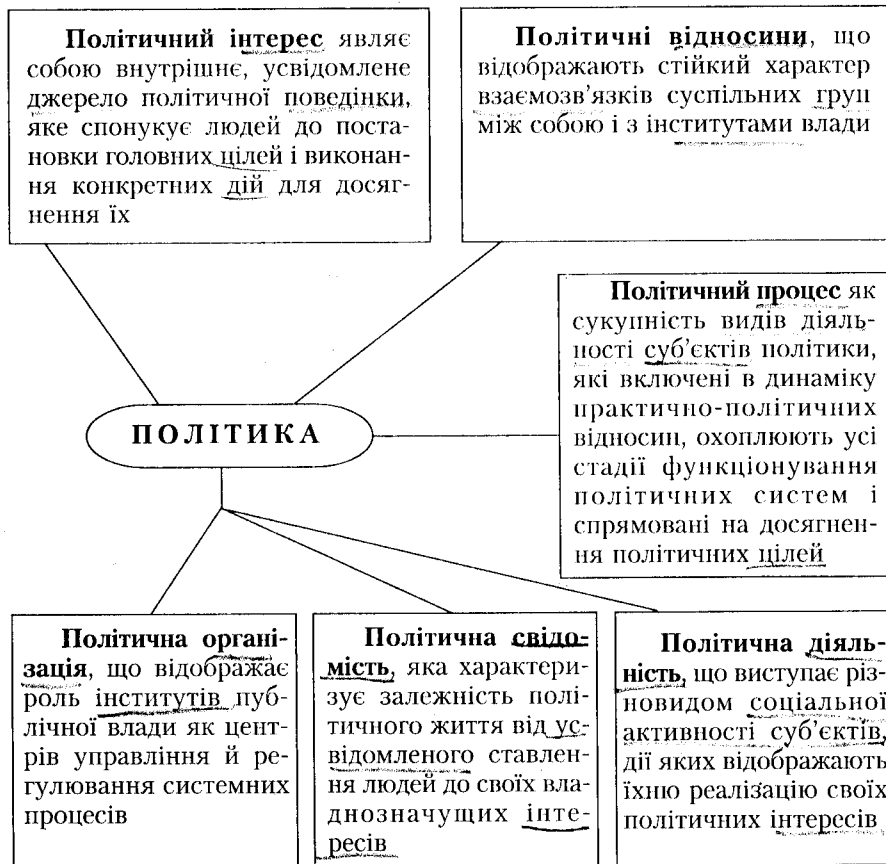 Політичний інтерес являє
собою внутрішнє, усвідомлене
джерело політичної поведінки,
яке спонукує людей до поста-
новки головних цілей і виконан-
ня конкретних дій для досяг-
нення їх
Політичні відносини, що
відображають стійкий характер
взаємозв'язків суспільних груп
між собою і з інститутами влади
Політичний процес як
сукупність видів діяль-
ності суб'єктів політики,
які включені в динаміку
практично-політичних
відносин, охоплюють усі
стадії функціонування
політичних систем і
спрямовані на досягнен-
ня політичних цілей
ПОЛІТИКА
Політична органі-
зація, що відображає
роль інститутів пуб-
лічної влади як цент-
рів управління й ре-
гулювання системних
процесів
Політична свідо-
мість, яка характери-
зує залежність полі-
тичного життя від ус-
відомленого ставлен-
ня людей до своїх вла-
днозначущих інте-
ресів
Політична діяль-
ність, що виступає різ-
новидом соціальної
активності суб'єктів,
дії яких відображають
їхню реалізацію своїх
політичних інтересів